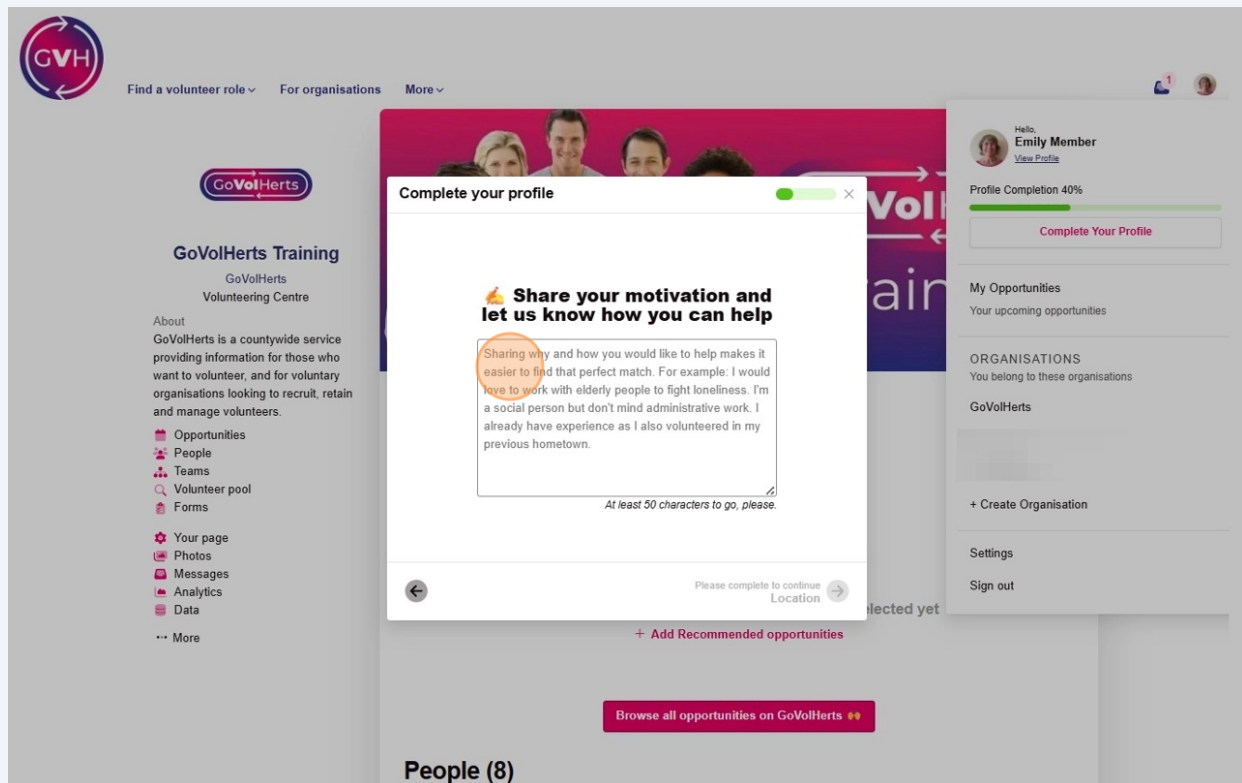 GVH
Find a volunteer role
For organisations
More
1
GoVolHerts
GoVolHerts Training
GoVolHerts
Volunteering Centre
About
GoVolHerts is a countywide service
providing information for those who
want to volunteer, and for voluntary
organisations looking to recruit, retain
and manage volunteers.
Opportunities
People
Teams
Volunteer pool
Forms
Your page
Photos
Messages
Analytics
Data
More
Complete your profile
Share your motivation and
let us know how you can help
Sharing why and how you would like to help makes it
easier to find that perfect match. For example: I would
love to work with elderly people to fight loneliness. I'm
a social person but don't mind administrative work. I
already have experience as I also volunteered in my
previous hometown.
At least 50 characters to go, please.
Please complete to continue
Location
+ Add Recommended opportunities
Browse all opportunities on GoVolHerts
People (8)
Hello,
Emily Member
View Profile
Profile Completion 40%
Complete Your Profile
My Opportunities
Your upcoming opportunities
ORGANISATIONS
You belong to these organisations
GoVolHerts
+ Create Organisation
Settings
Sign out